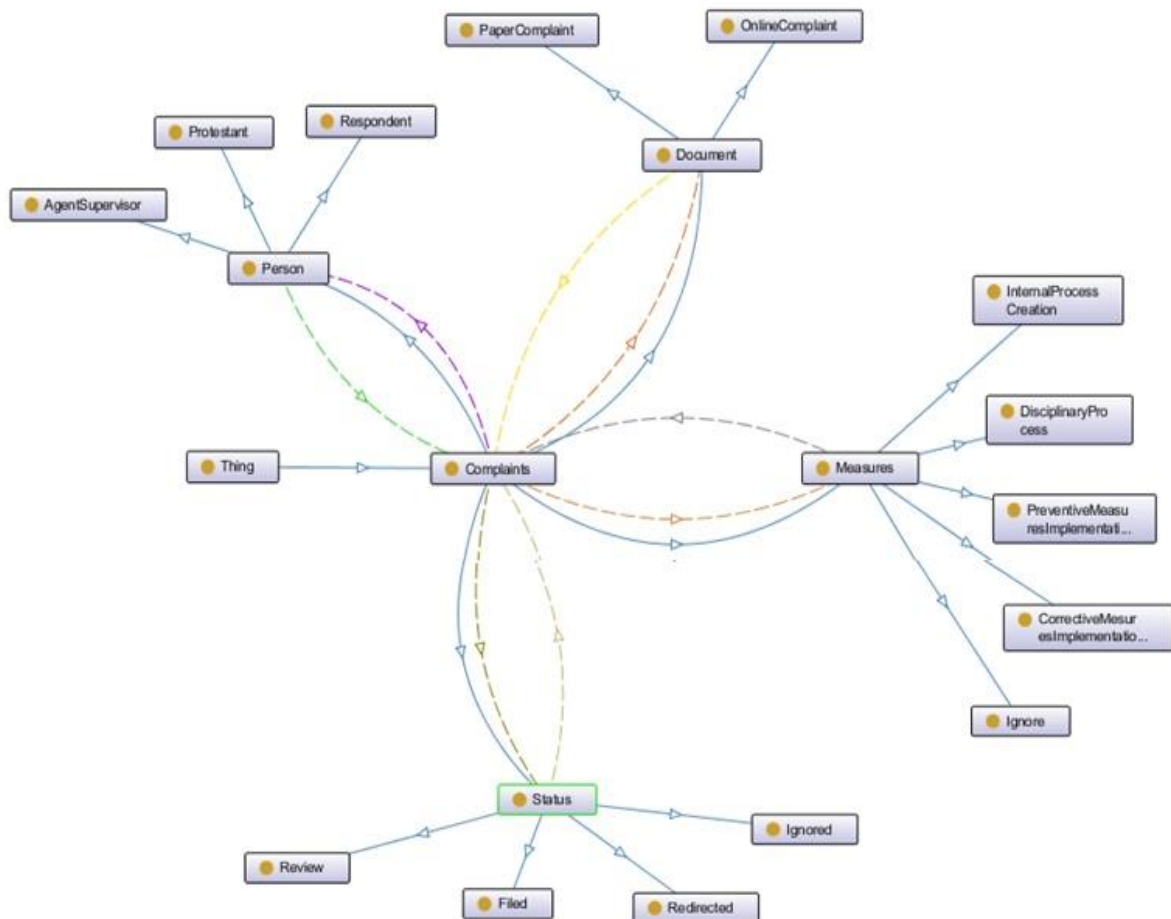 PaperComplaint
OnlineComplaint
Protestant
Respondent
Document
AgentSupervisor
Person
InternalProcess
Creation
DisciplinaryPro
cess
Thing
Complaints
Measures
PreventiveMeasu
resImplementati...
CorrectiveMesur
esImplementatio...
Ignore
Status
Ignored
Review
Filed
Redirected